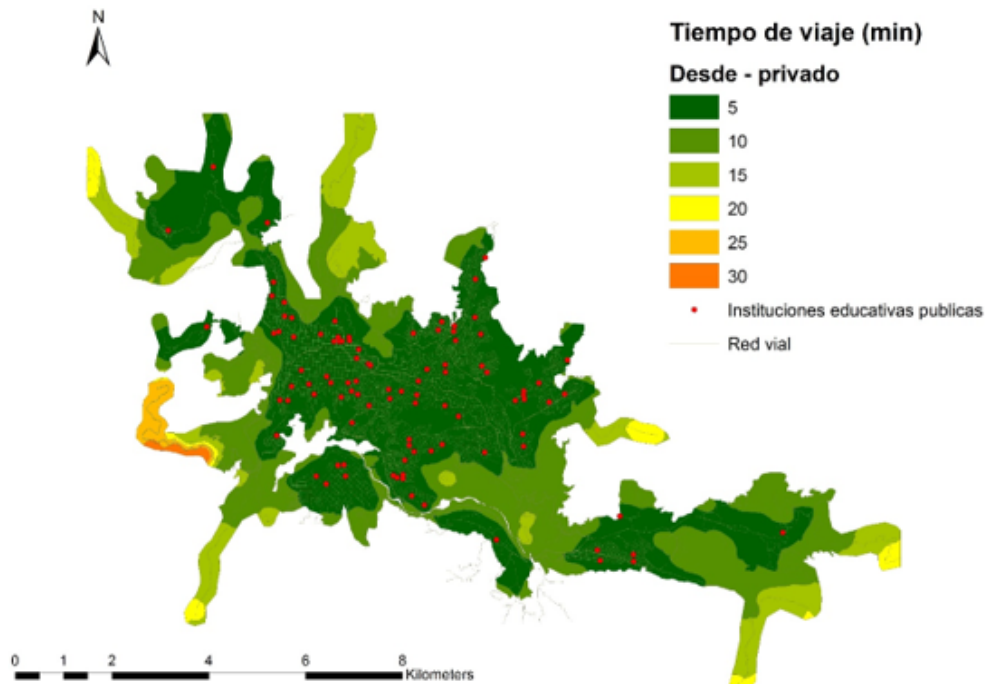 N
Tiempo de viaje (min)
Desde - privado
5
10
15
20
25
30
Instituciones educativas publicas
Red vial
0 1 2 4 6 8
Kilometers